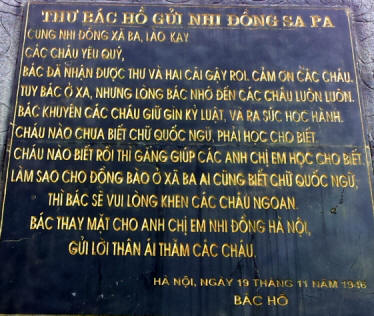 THƯ BÁC HỒ GỬI NHI ĐỒNG SA PA
CÙNG NHI ĐỒNG XÃ BA, LÀO KAY
CÁC CHÁU YÊU QUÝ,
BÁC ĐÃ NHẬN ĐƯỢC THƯ VÀ HAI CÁI GẬY ROI. CẢM ƠN CÁC CHÁU.
TUY BÁC Ở XA, NHƯNG LÒNG BÁC NHỚ ĐẾN CÁC CHÁU LUÔN LUÔN.
BÁC KHUYÊN CÁC CHÁU GIỮ GÌN KỶ LUẬT, VÀ RA SỨC HỌC HÀNH.
CHÁU NÀO CHƯA BIẾT CHỮ QUỐC NGỮ, PHẢI HỌC CHO BIẾT.
CHÁU NÀO BIẾT RỒI THÌ GẮNG GIÚP CÁC ANH CHỊ EM HỌC CHO BIẾT.
LÀM SAO CHO ĐỒNG BÀO Ở XÃ BA AI CŨNG BIẾT CHỮ QUỐC NGỮ,
THÌ BÁC SẼ VUI LÒNG KHEN CÁC CHÁU NGOAN.
BÁC THAY MẶT CHO ANH CHỊ EM NHI ĐỒNG HÀ NỘI,
GỬI LỜI THÂN ÁI THĂM CÁC CHÁU.
HÀ NỘI, NGÀY 19 THÁNG 11 NĂM 1946
BÁC HỒ